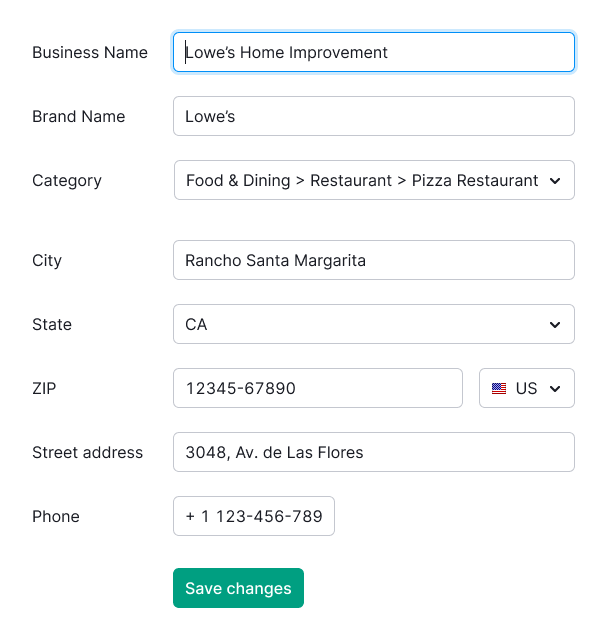 Business Name Lowe’s Home Improvement
Brand Name Lowe’s
Category Food & Dining > Restaurant > Pizza Restaurant
City Rancho Santa Margarita
State CA
ZIP 12345-67890 US
Street address 3048, Av. de Las Flores
Phone + 1 123-456-789
Save changes